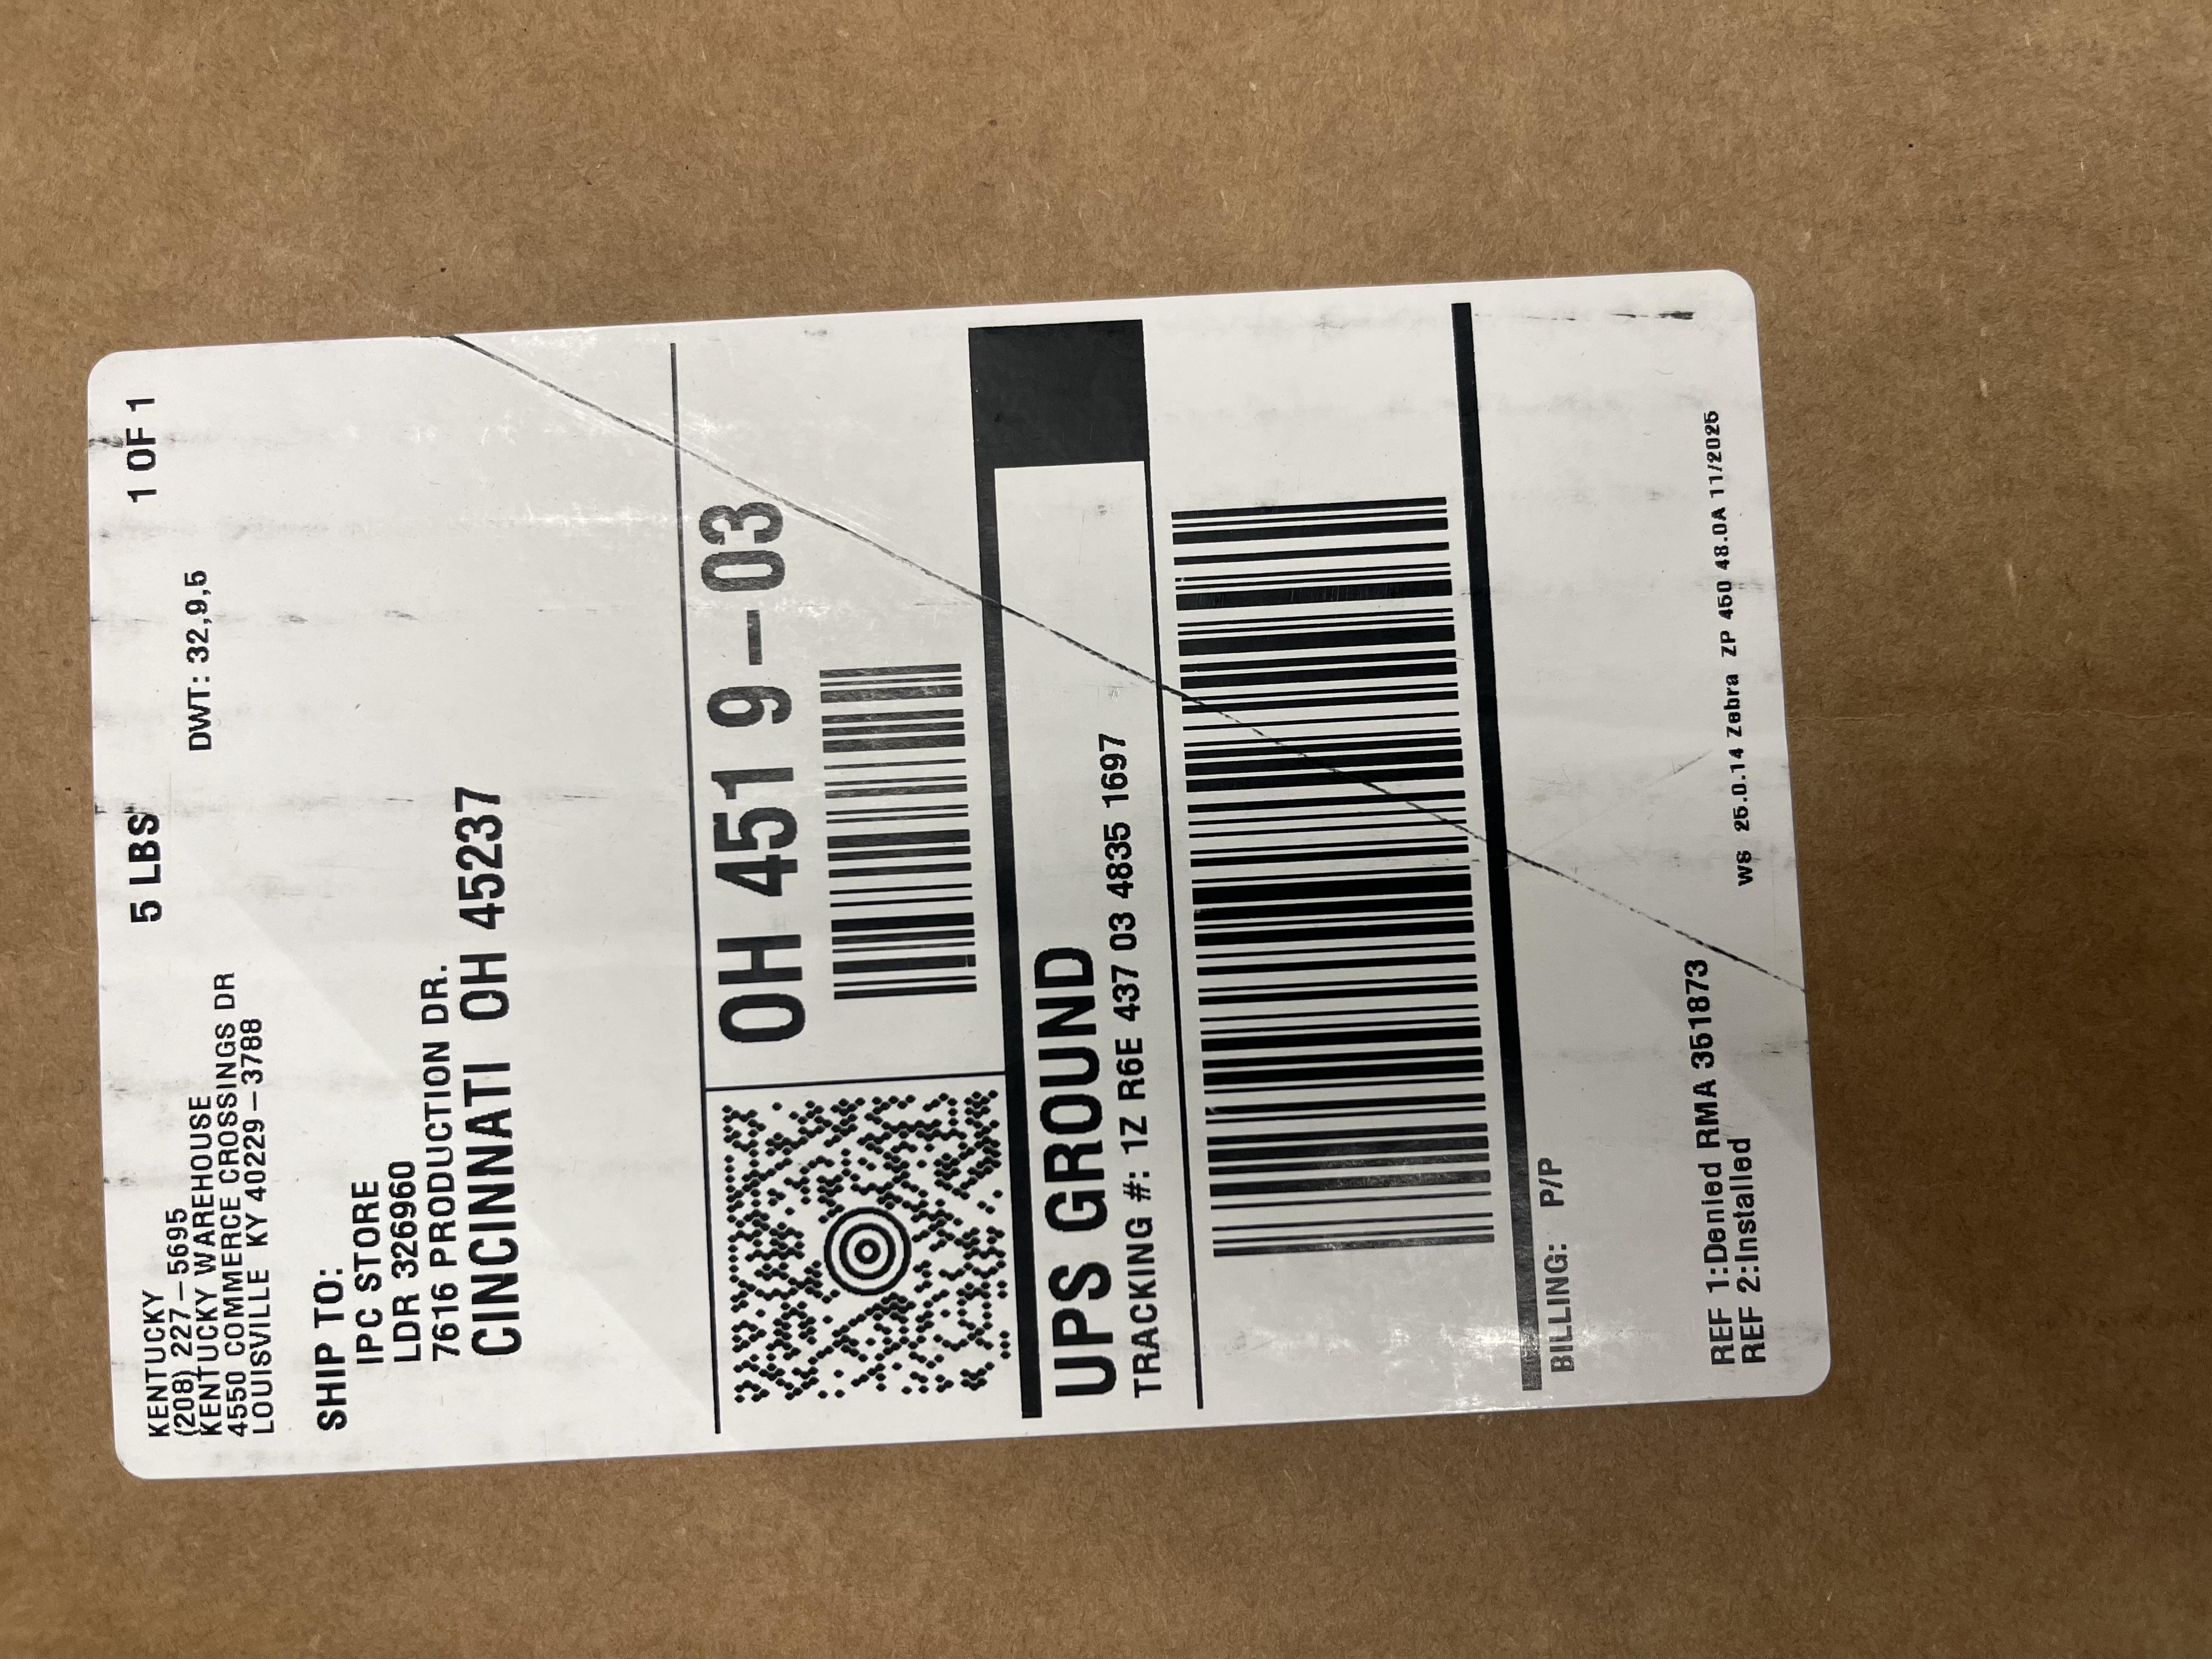 KENTUCKY
(208) 227-5695
KENTUCKY WAREHOUSE
4550 COMMERCE CROSSINGS DR
LOUISVILLE KY 40229-3788
5 LBS
1 OF 1
DWT: 32,9,5
SHIP TO:
IPC STORE
LDR 326960
7616 PRODUCTION DR.
CINCINNATI OH 45237
OH 451 9-03
UPS GROUND
TRACKING #: 1Z R6E 437 03 4835 1697
BILLING: P/P
REF 1:Denied RMA 351873
REF 2:Installed
WS 25.0.14 Zebra ZP 450 48.0A 11/2025